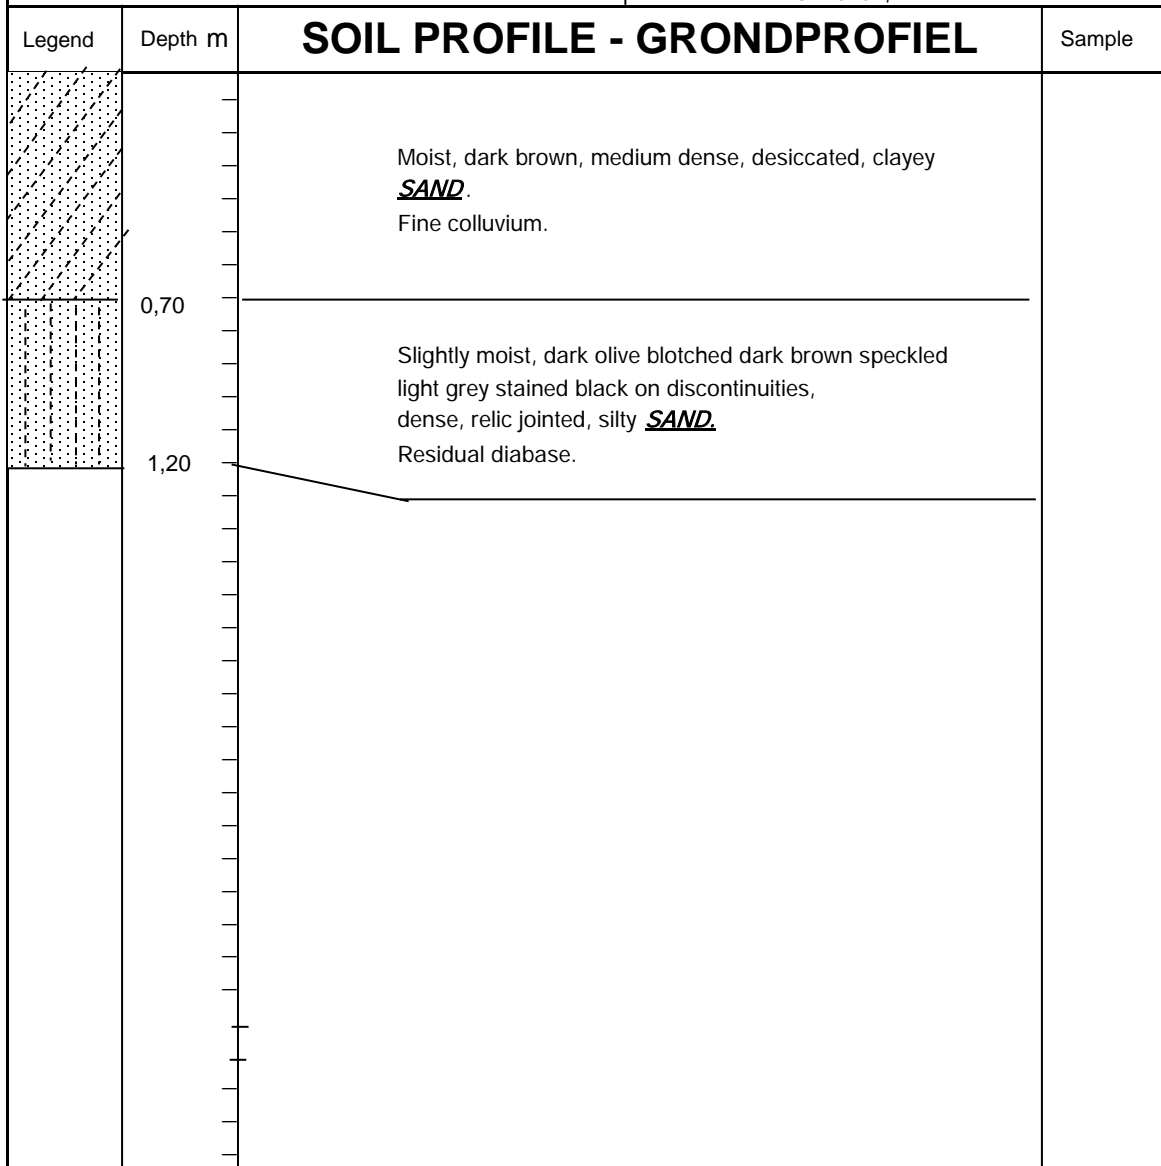 Legend
Depth m
SOIL PROFILE - GRONDPROFIEL
Sample
Moist, dark brown, medium dense, desiccated, clayey
SAND.
Fine colluvium.
0,70
Slightly moist, dark olive blotched dark brown speckled
light grey stained black on discontinuities,
dense, relic jointed, silty SAND.
Residual diabase.
1,20